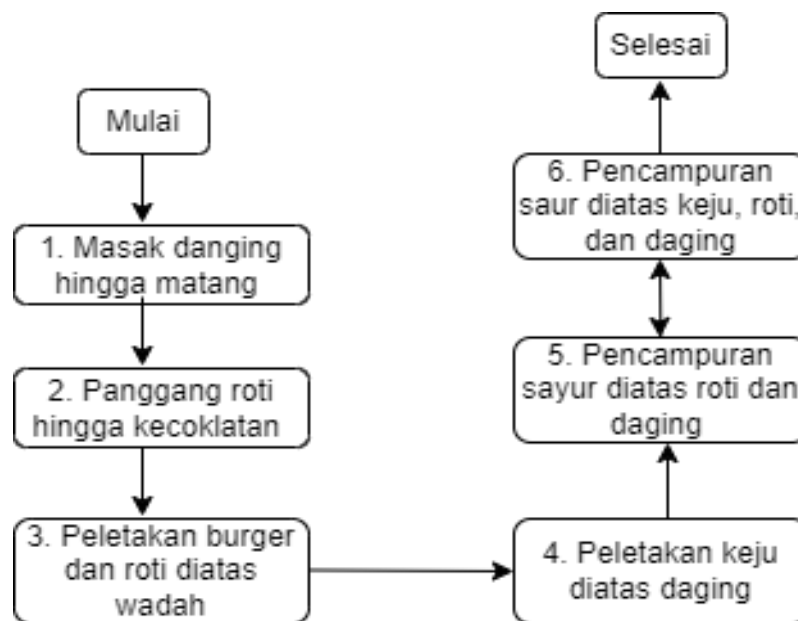 Mulai
1. Masak danging
hingga matang
2. Panggang roti
hingga kecoklatan
3. Peletakan burger
dan roti diatas
wadah
4. Peletakan keju
diatas daging
5. Pencampuran
sayur diatas roti dan
daging
6. Pencampuran
saur diatas keju, roti,
dan daging
Selesai